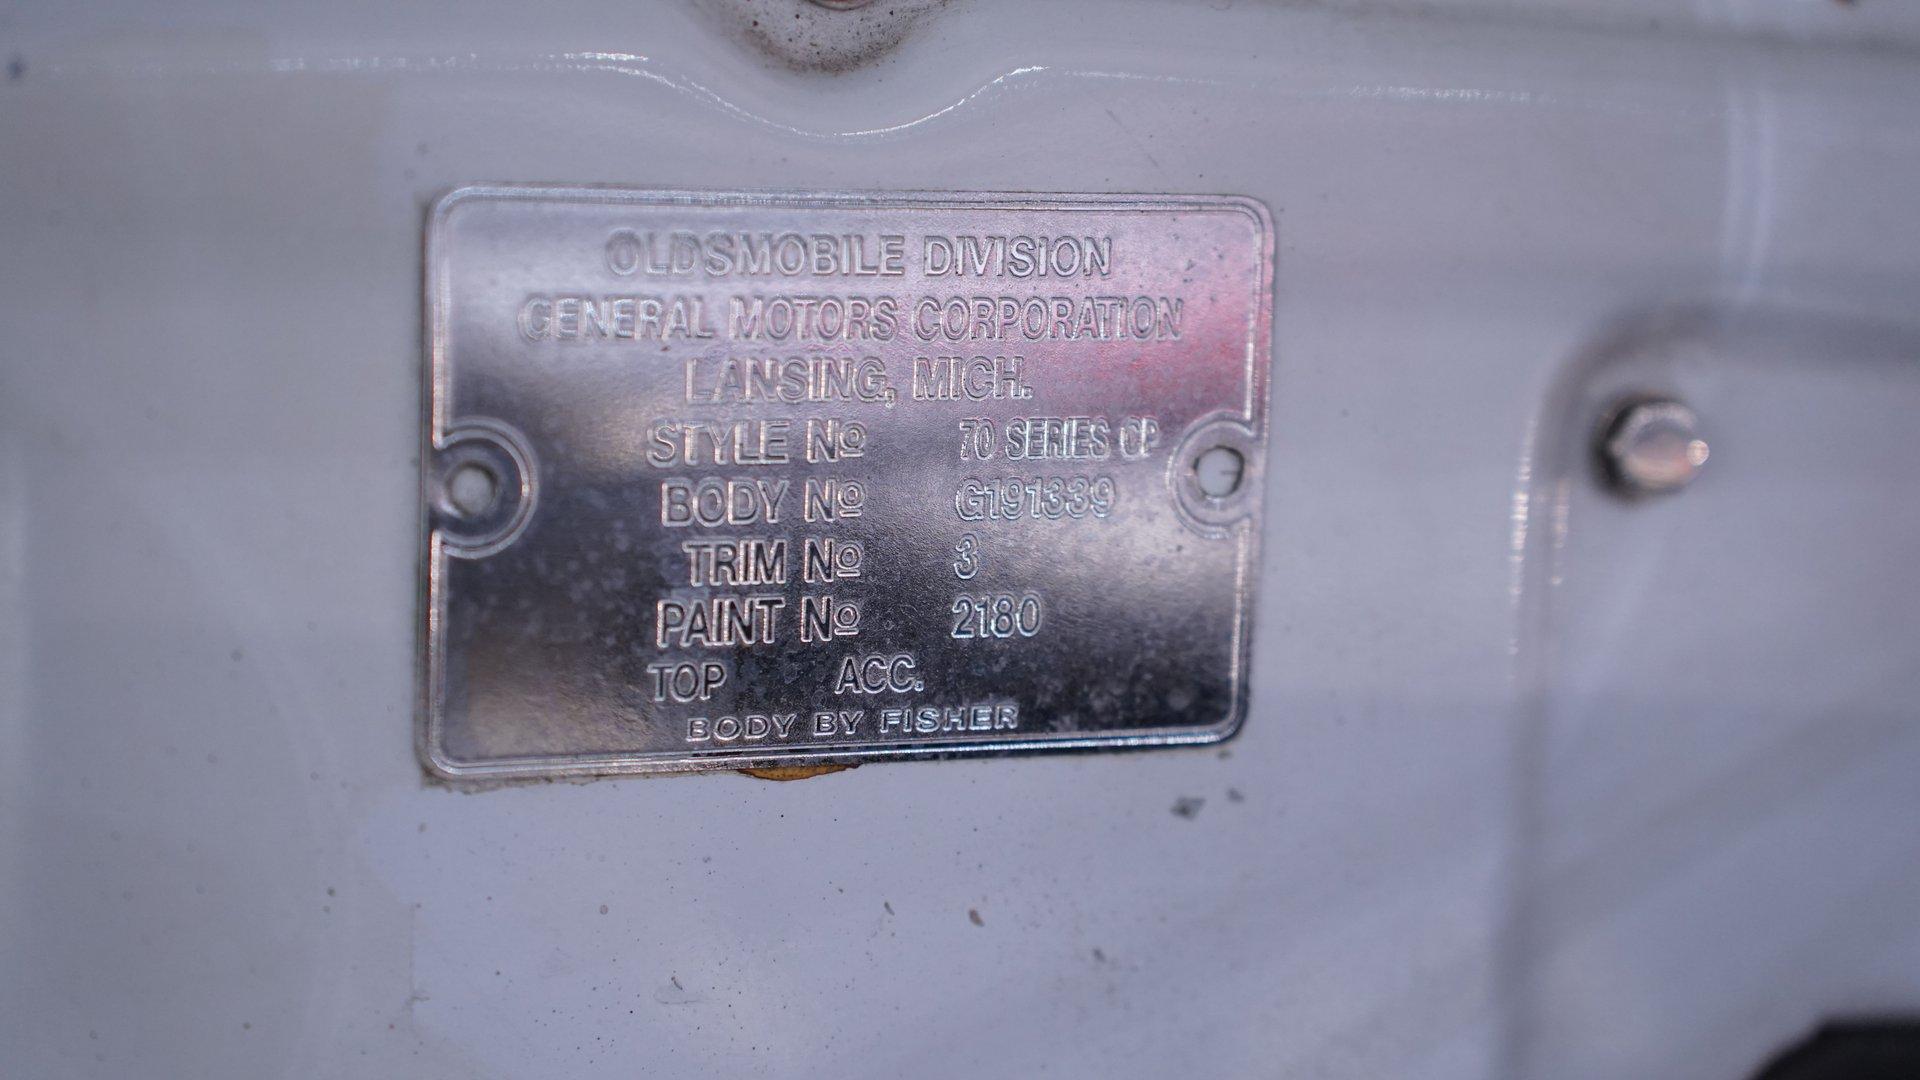 OLDSMOBILE DIVISION
GENERAL MOTORS CORPORATION
LANSING, MICH.
STYLE Nº 70 SERIES CP
BODY Nº G191339
TRIM Nº 3
PAINT Nº 2180
TOP ACC.
BODY BY FISHER